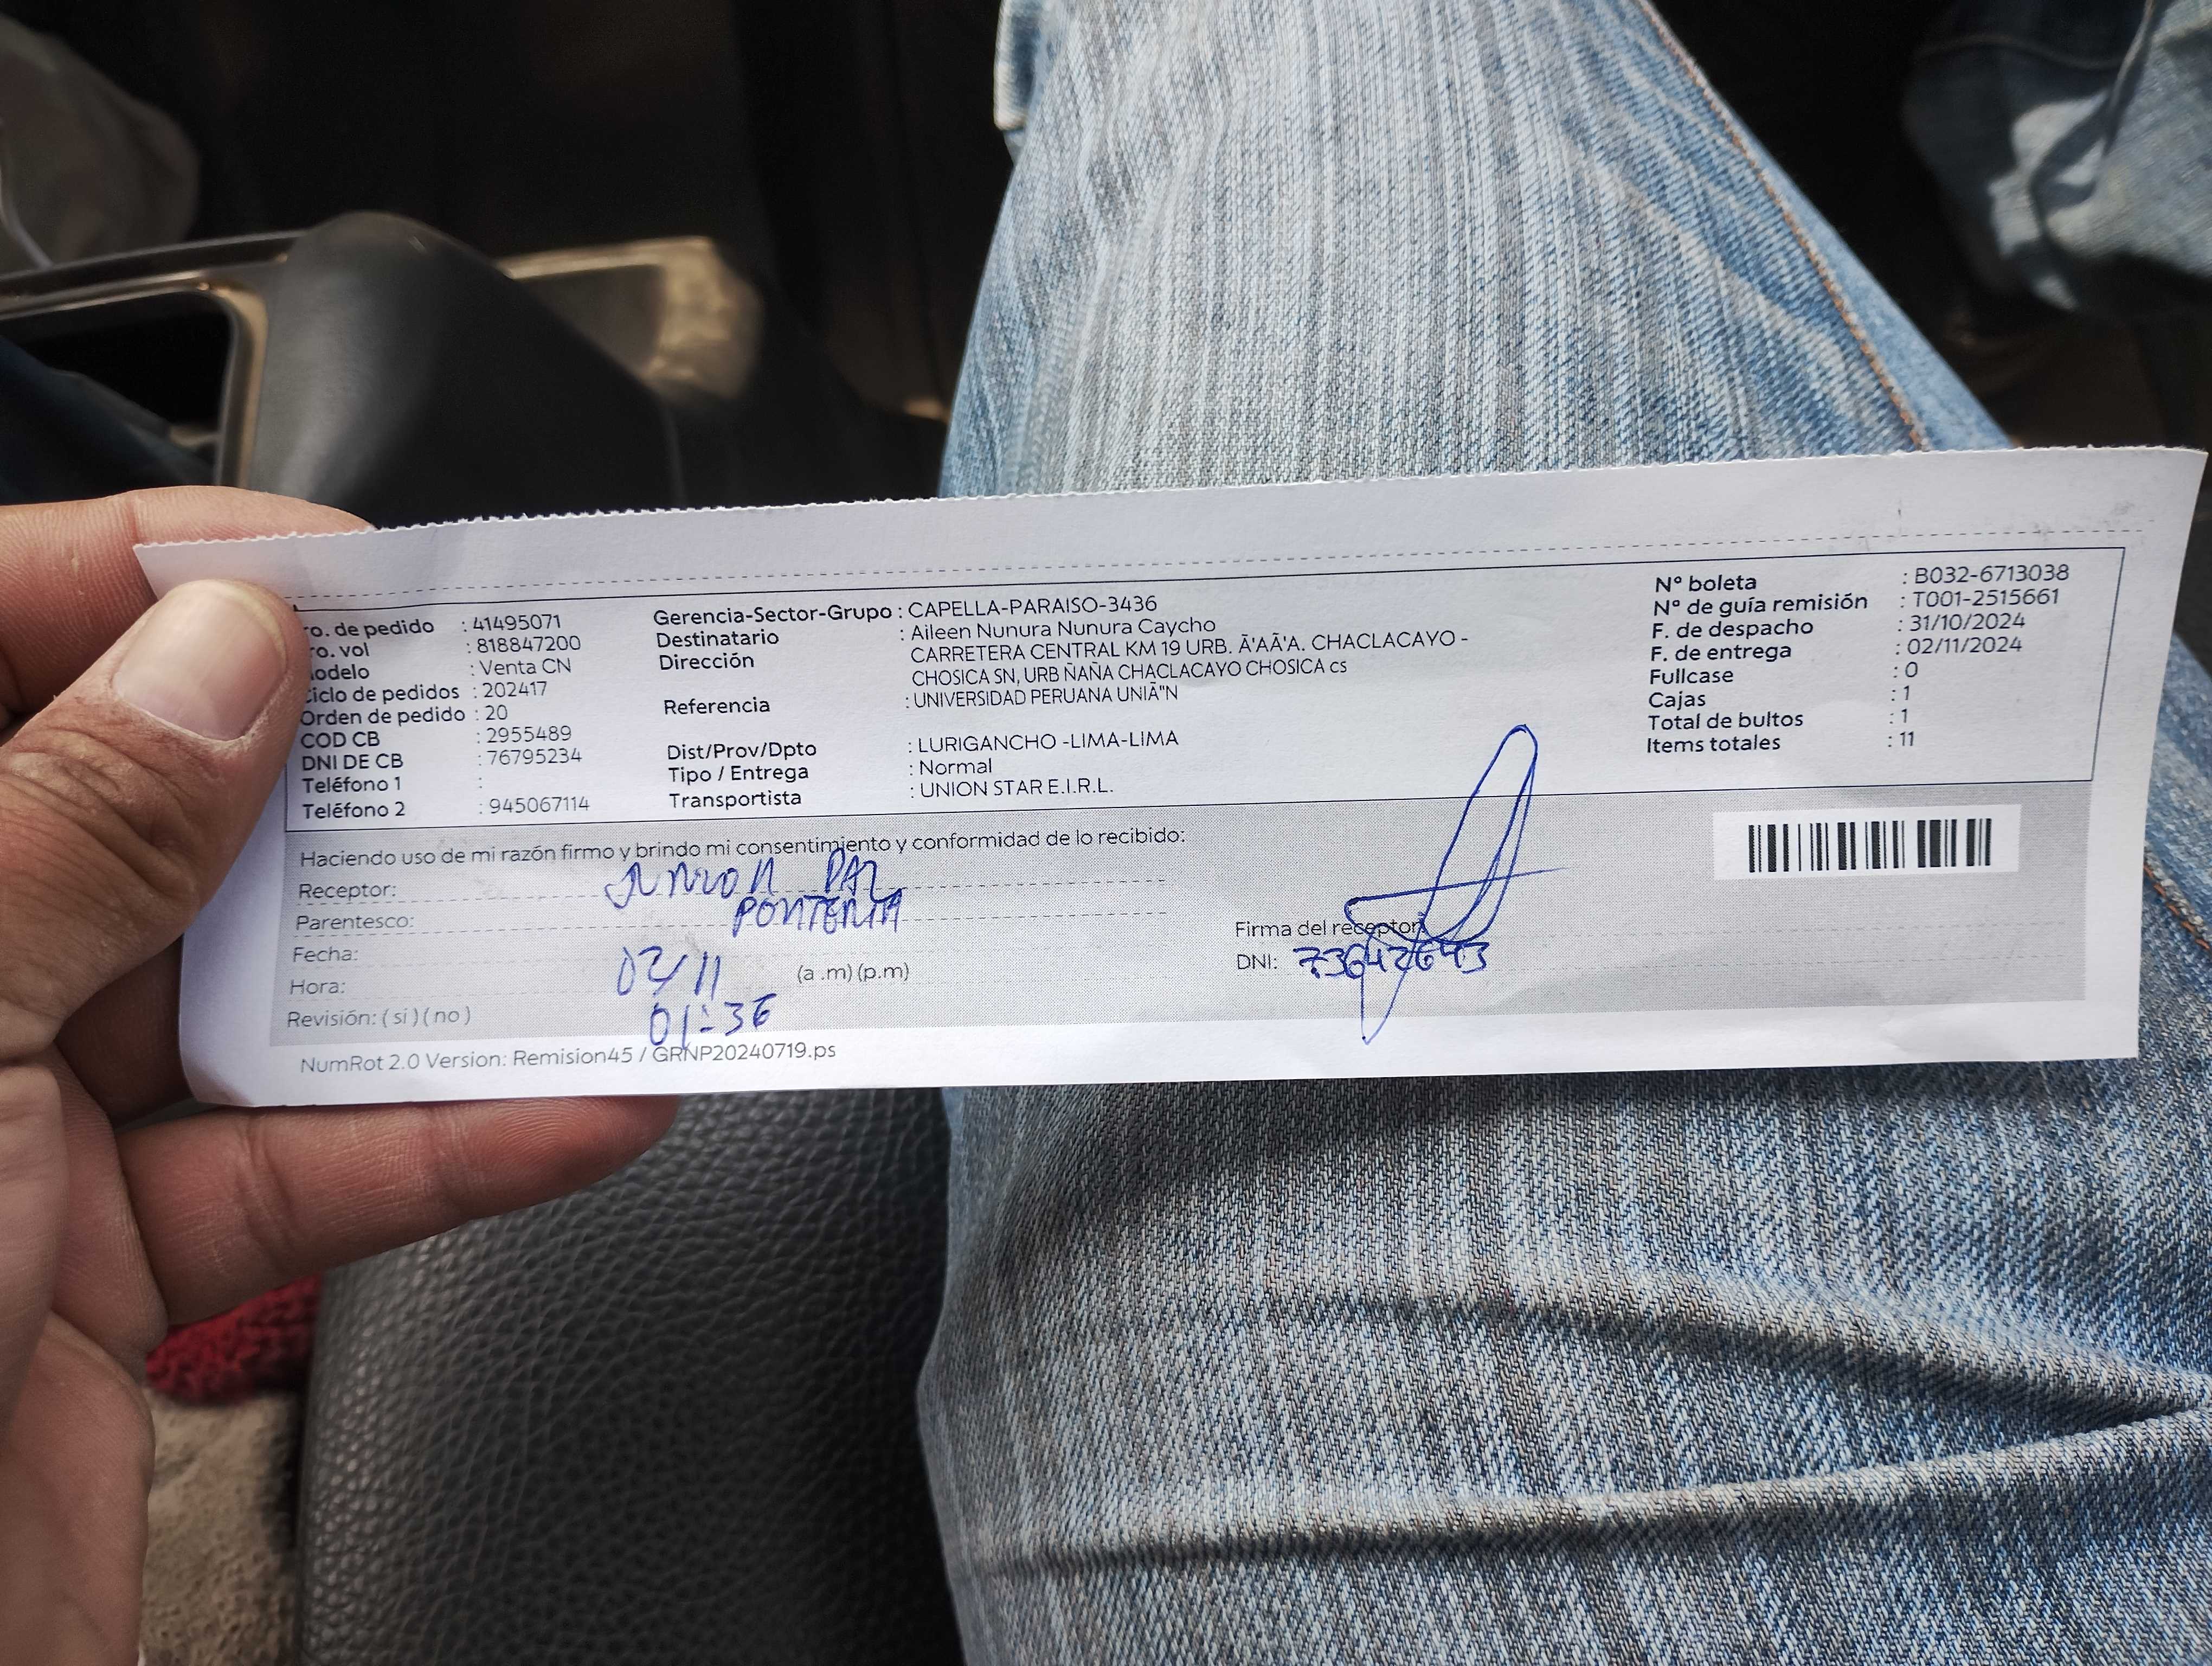 ro. de pedido : 41495071
ro. vol : 818847200
odelo : Venta CN
iclo de pedidos : 202417
Orden de pedido : 20
COD CB : 2955489
DNI DE CB : 76795234
Teléfono 1 :
Teléfono 2 : 945067114
Gerencia-Sector-Grupo : CAPELLA-PARAISO-3436
Destinatario : Aileen Nunura Nunura Caycho
Dirección CARRETERA CENTRAL KM 19 URB. Ã'AÃ'A. CHACLACAYO -
CHOSICA SN, URB ÑAÑA CHACLACAYO CHOSICA cs
Referencia : UNIVERSIDAD PERUANA UNIÃ"N
Dist/Prov/Dpto : LURIGANCHO -LIMA-LIMA
Tipo / Entrega : Normal
Transportista : UNION STAR E.I.R.L.
N° boleta : B032-6713038
N° de guía remisión : T001-2515661
F. de despacho : 31/10/2024
F. de entrega : 02/11/2024
Fullcase : 0
Cajas : 1
Total de bultos : 1
Items totales : 11
Haciendo uso de mi razón firmo y brindo mi consentimiento y conformidad de lo recibido:
Receptor: JUNIOR PAZ
Parentesco: PORTERIA
Fecha: 02/11
Hora: (a .m) (p.m)
01:36
Revisión: ( si ) ( no )
Firma del receptor
DNI: 73642643
NumRot 2.0 Version: Remision45 / GRNP20240719.ps